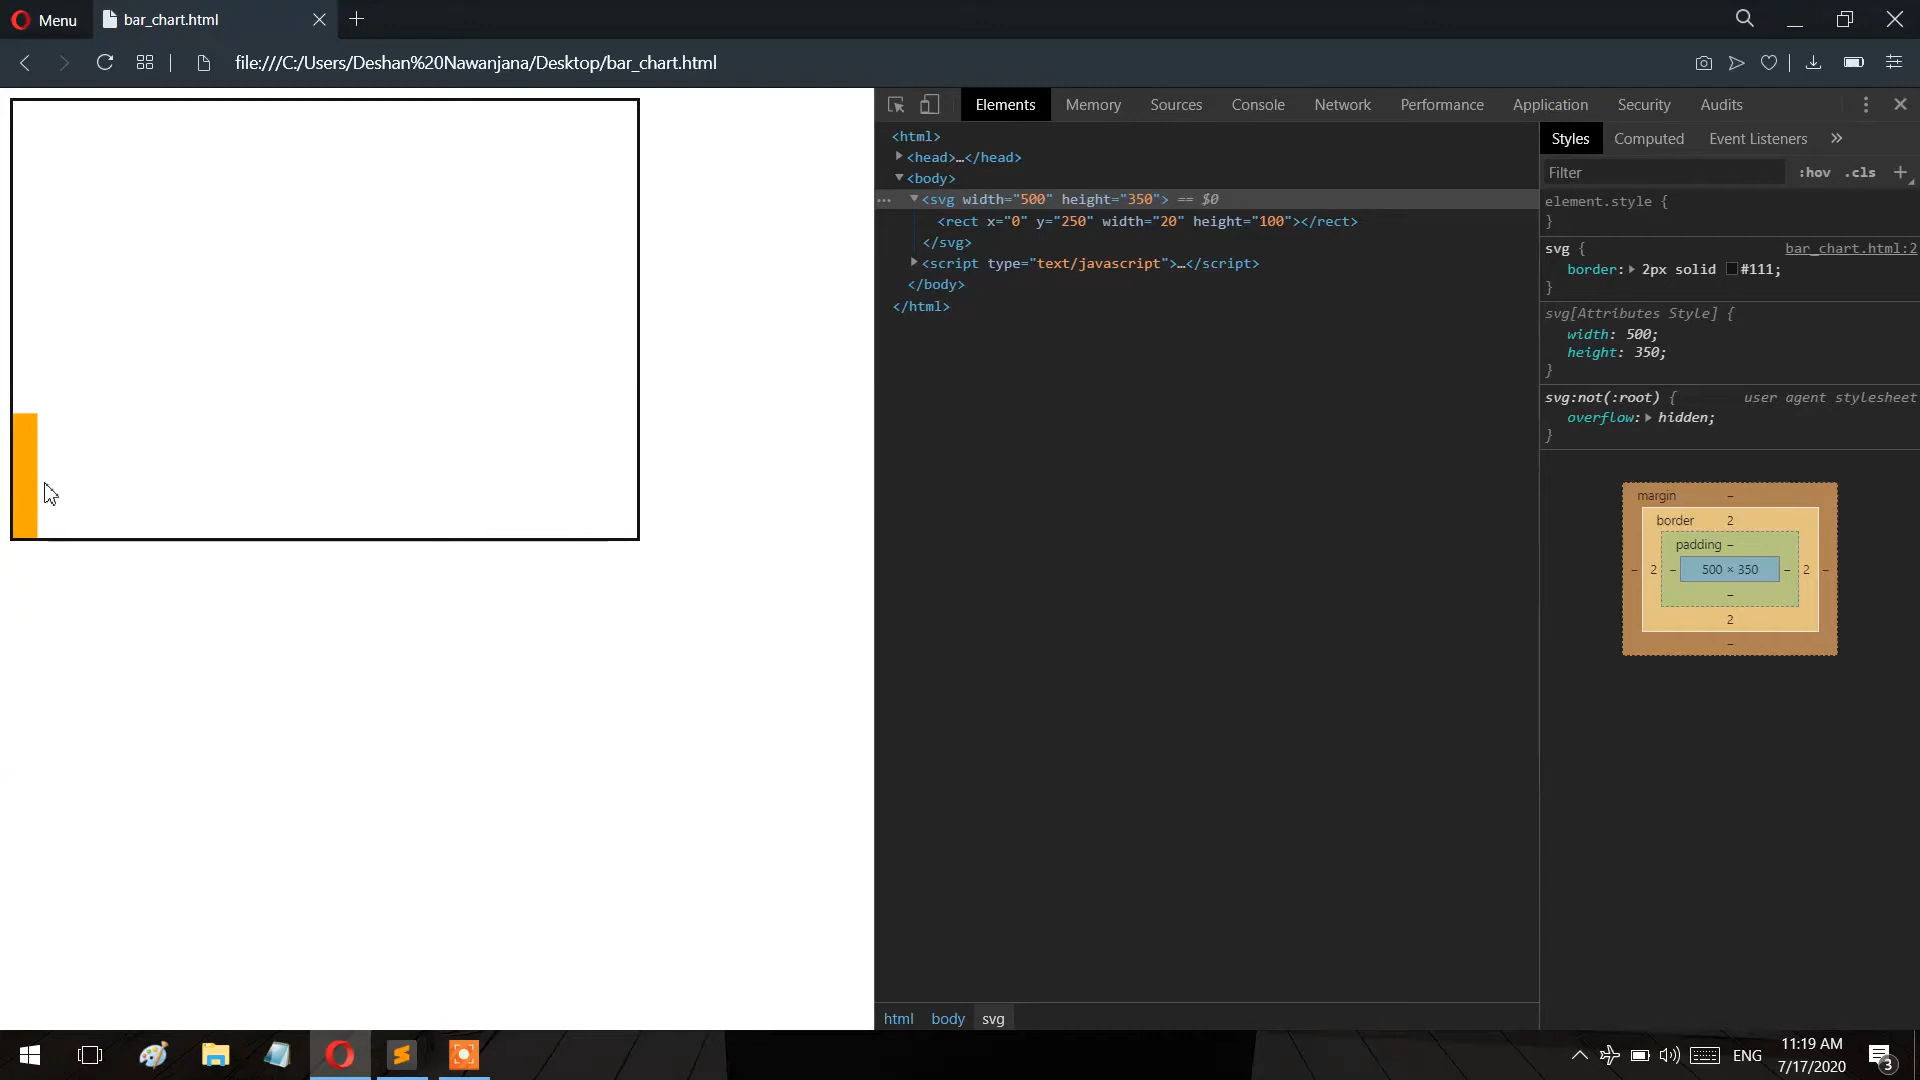 Menu
bar_chart.html
file:///C:/Users/Deshan%20Nawanjana/Desktop/bar_chart.html
Elements Memory Sources Console Network Performance Application Security Audits
<html>
<head>…</head>
<body>
<svg width="500" height="350"> == $0
<rect x="0" y="250" width="20" height="100"></rect>
</svg>
<script type="text/javascript">…</script>
</body>
</html>
Styles Computed Event Listeners »
Filter :hov .cls +
element.style {
}
svg { bar_chart.html:2
border: 2px solid #111;
}
svg[Attributes Style] {
width: 500;
height: 350;
}
svg:not(:root) { user agent stylesheet
overflow: hidden;
}
margin –
border 2
padding –
– 2 – 500 × 350 – 2 –
–
2
–
html body svg
ENG
11:19 AM
7/17/2020
3